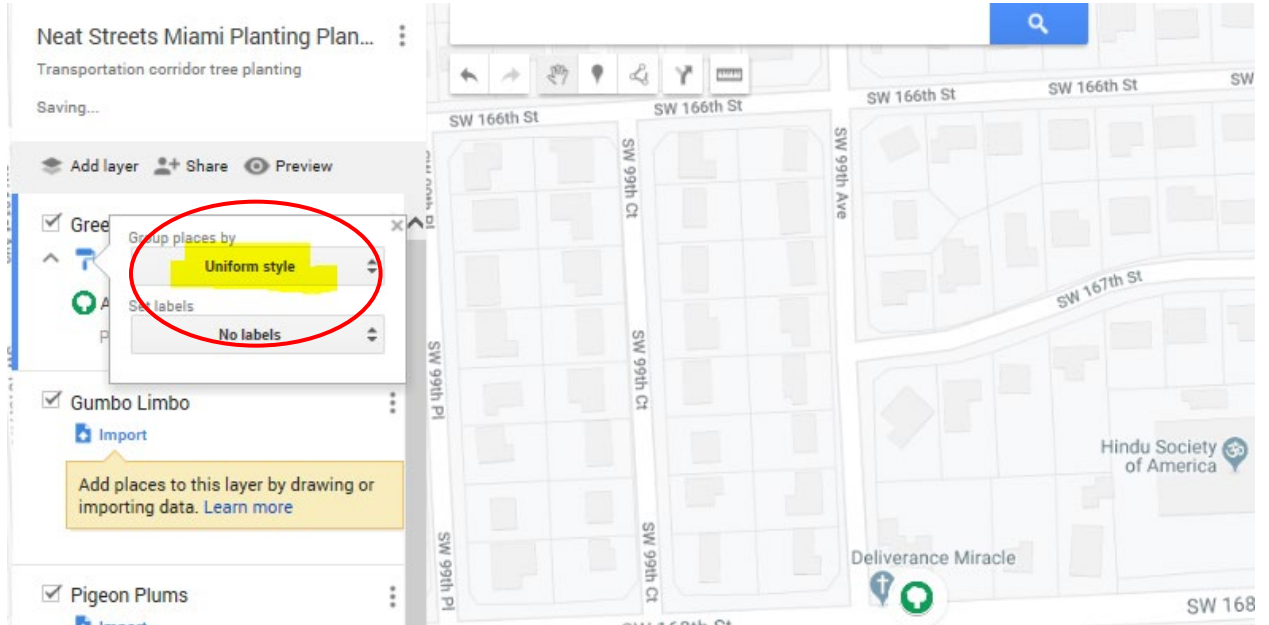 Neat Streets Miami Planting Plan...
Transportation corridor tree planting
Saving...
Add layer
Share
Preview
Gree
Group places by
Uniform style
A
Set labels
P
No labels
Gumbo Limbo
Import
Add places to this layer by drawing or
importing data. Learn more
Pigeon Plums
Import
SW 166th St
SW 166th St
SW 166th St
SW 166th St
SW
SW 99th Ct
SW 99th Ave
SW 167th St
SW 99th Pl
SW 99th Ct
Hindu Society
of America
SW 99th Pl
SW 99th Ct
Deliverance Miracle
SW 168